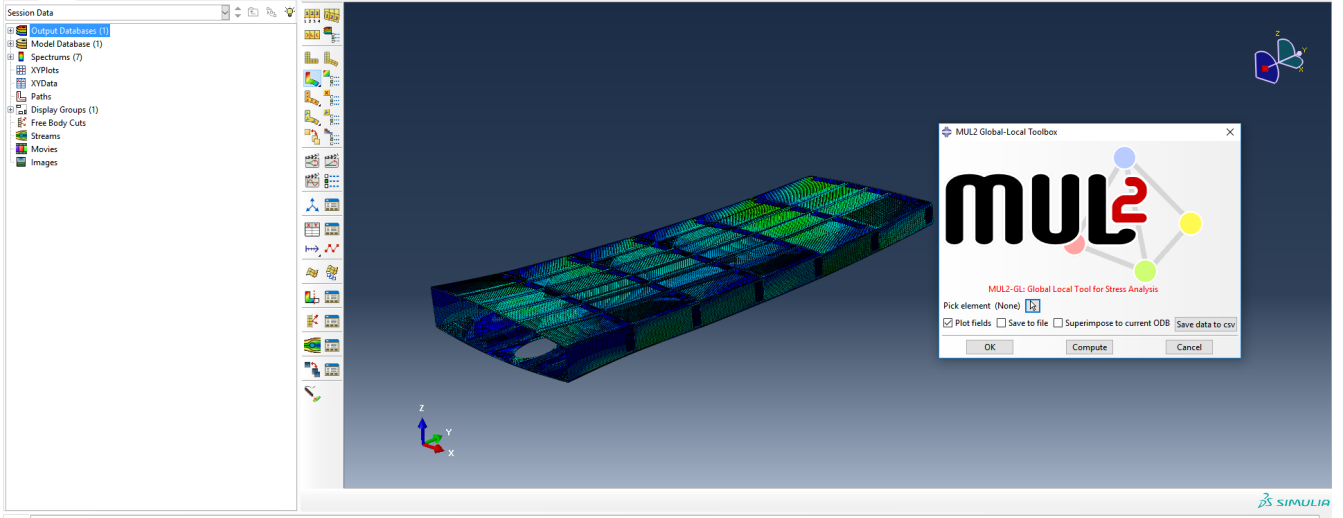 Session Data
Output Databases (1)
Model Database (1)
Spectrums (7)
XYPlots
XYData
Paths
Display Groups (1)
Free Body Cuts
Streams
Movies
Images
Z
Y
X
Z
Y
X
MUL2 Global-Local Toolbox
MUL2
MUL2-GL: Global Local Tool for Stress Analysis
Pick element (None)
Plot fields Save to file Superimpose to current ODB Save data to csv
OK Compute Cancel
SIMULIA